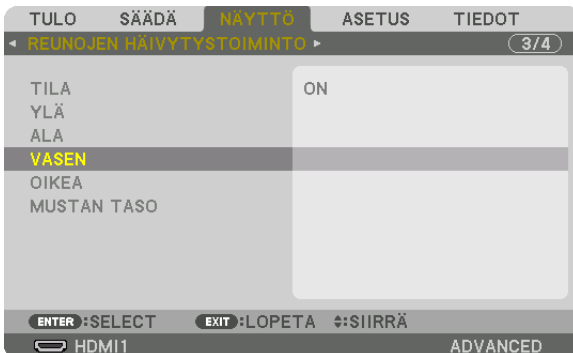 TULO SÄÄDÄ NÄYTTÖ ASETUS TIEDOT
REUNOJEN HÄIVYTYSTOIMINTO 3/4
TILA ON
YLÄ
ALA
VASEN
OIKEA
MUSTAN TASO
ENTER :SELECT EXIT :LOPETA :SIIRRÄ
HDMI1 ADVANCED